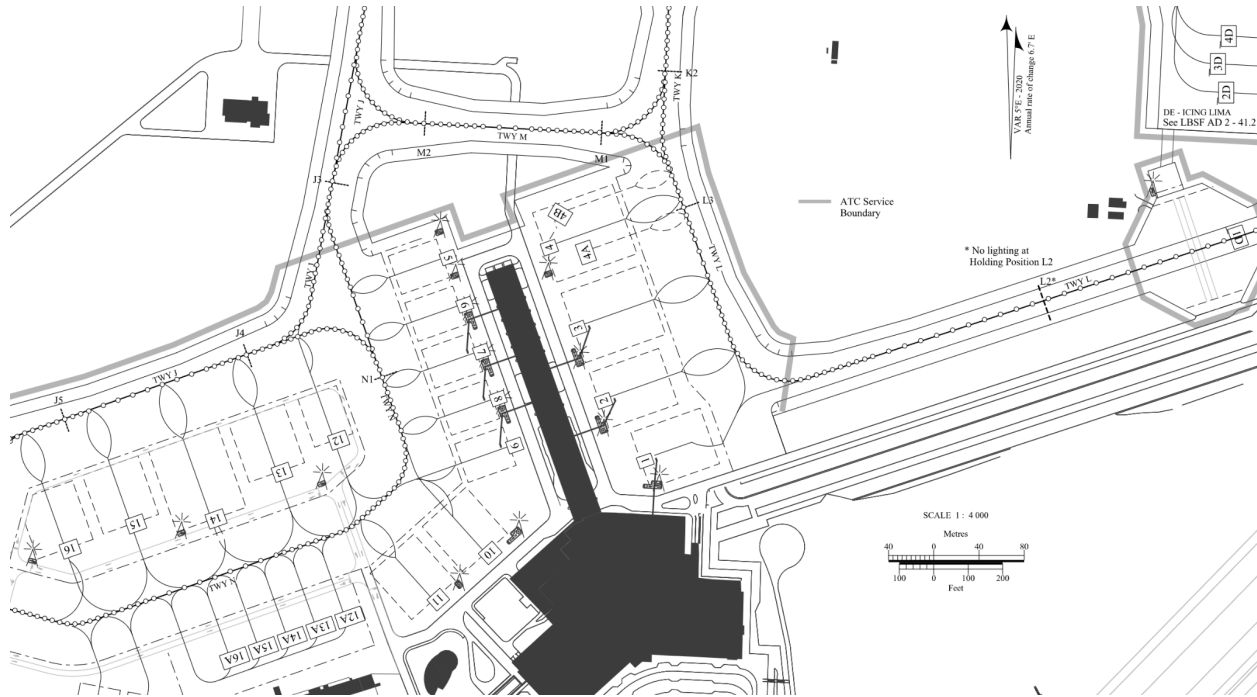 4D
3D
2D
DE - ICING LIMA
See LBSF AD 2 - 41.2
VAR 5°E - 2020
Annual rate of change 6.7' E
K2
TWY K
TWY J
TWY M
M2
M1
J3
4B
L3
ATC Service
Boundary
4
4A
5
TWY L
* No lighting at
Holding Position L2
D1
L2*
TWY L
TWY J
6
3
J4
7
N1
TWY J
8
2
J5
9
12
1
13
14
15
16
10
SCALE 1 : 4 000
Metres
40
0
40
80
100
0
100
200
Feet
11
TWY N
12A
13A
14A
15A
16A